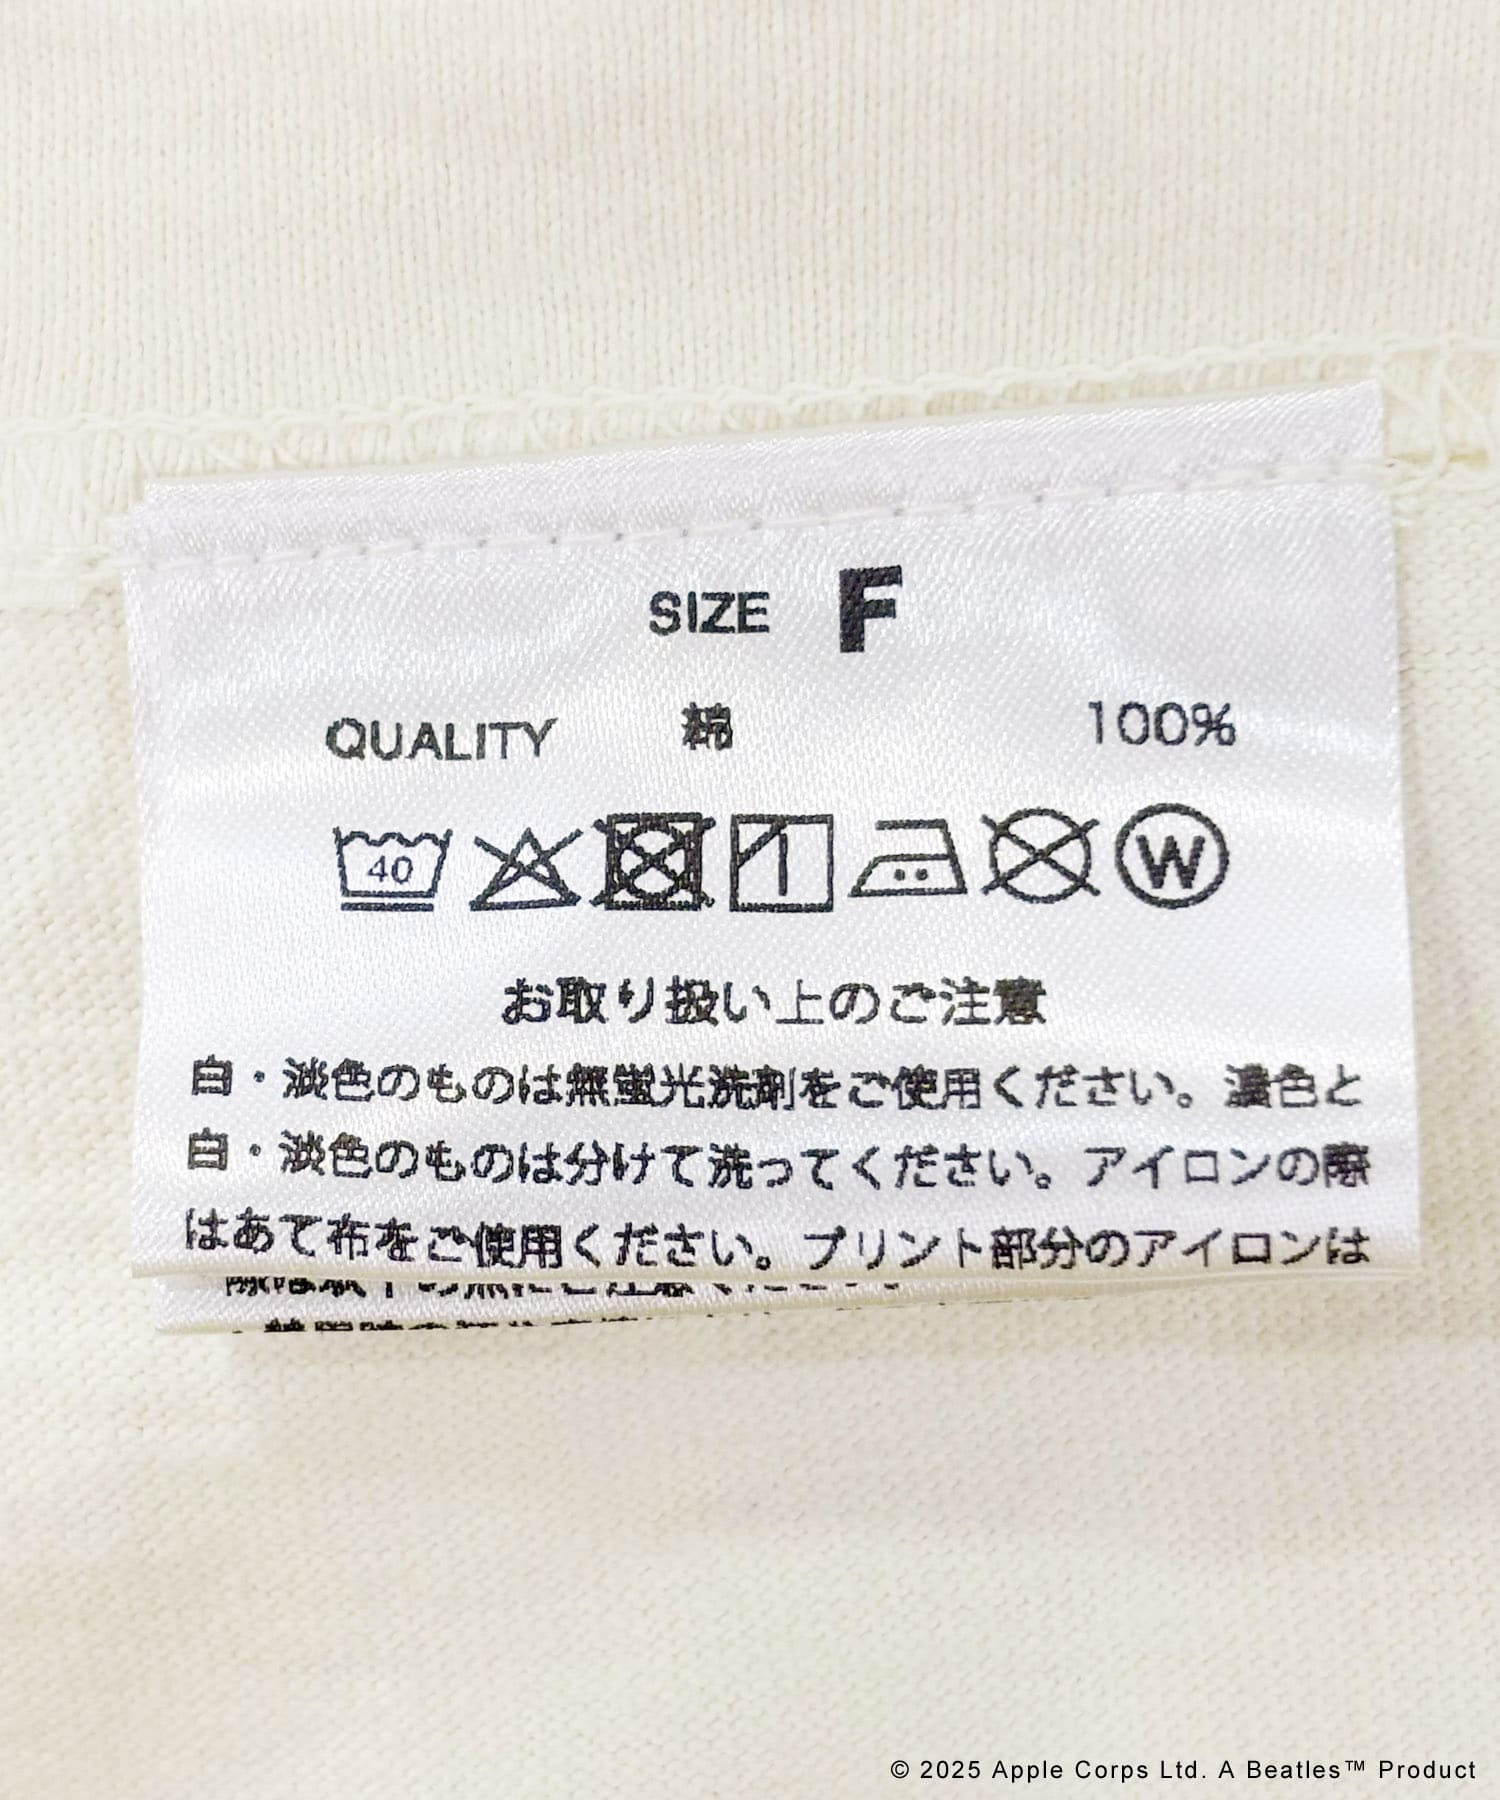 SIZE F
QUALITY 棉 100%
40 W
お取り扱い上のご注意
白・淡色のものは無蛍光洗剤をご使用ください。濃色と
白・淡色のものは分けて洗ってください。アイロンの際
はあて布をご使用ください。プリント部分のアイロンは
© 2025 Apple Corps Ltd. A Beatles™ Product